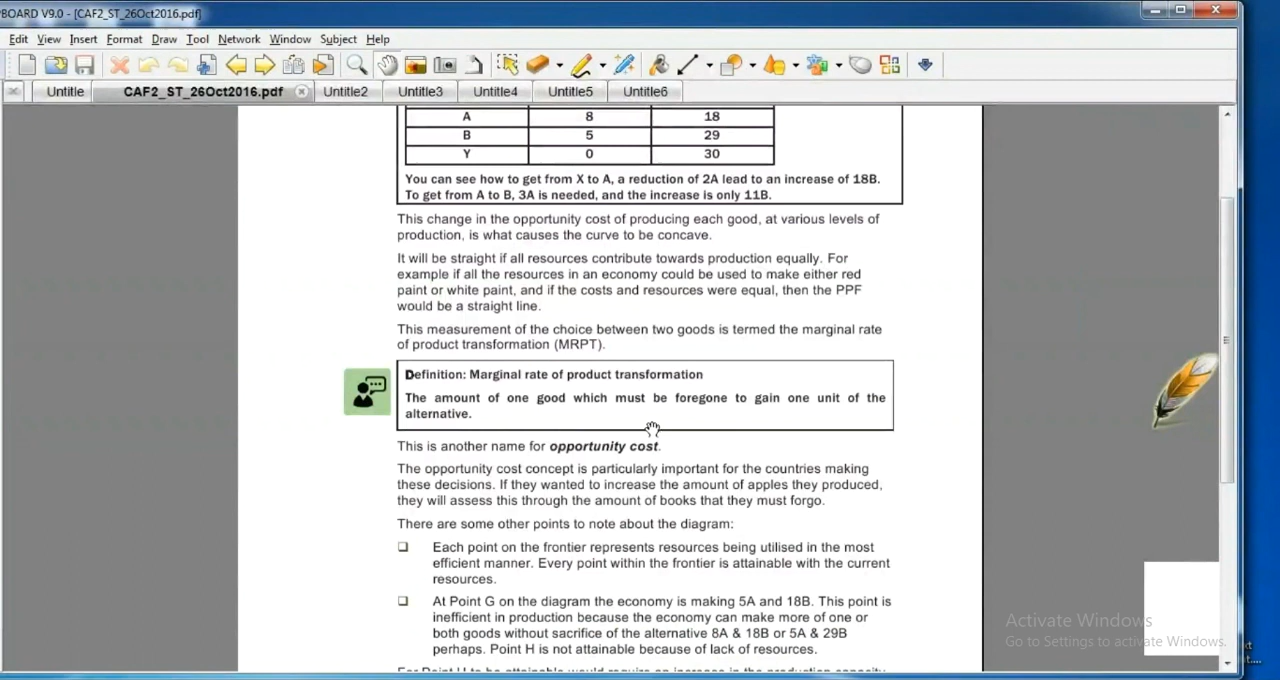 PBOARD V9.0 - [CAF2_ST_26Oct2016.pdf]
Edit View Insert Format Draw Tool Network Window Subject Help
Untitle CAF2_ST_26Oct2016.pdf Untitle2 Untitle3 Untitle4 Untitle5 Untitle6
A 8 18
B 5 29
Y 0 30
You can see how to get from X to A, a reduction of 2A lead to an increase of 18B.
To get from A to B, 3A is needed, and the increase is only 11B.
This change in the opportunity cost of producing each good, at various levels of
production, is what causes the curve to be concave.
It will be straight if all resources contribute towards production equally. For
example if all the resources in an economy could be used to make either red
paint or white paint, and if the costs and resources were equal, then the PPF
would be a straight line.
This measurement of the choice between two goods is termed the marginal rate
of product transformation (MRPT).
Definition: Marginal rate of product transformation
The amount of one good which must be foregone to gain one unit of the
alternative.
This is another name for opportunity cost.
The opportunity cost concept is particularly important for the countries making
these decisions. If they wanted to increase the amount of apples they produced,
they will assess this through the amount of books that they must forgo.
There are some other points to note about the diagram:
Each point on the frontier represents resources being utilised in the most
efficient manner. Every point within the frontier is attainable with the current
resources.
At Point G on the diagram the economy is making 5A and 18B. This point is
inefficient in production because the economy can make more of one or
both goods without sacrifice of the alternative 8A & 18B or 5A & 29B
perhaps. Point H is not attainable because of lack of resources.
Activate Windows
Go to Settings to activate Windows.